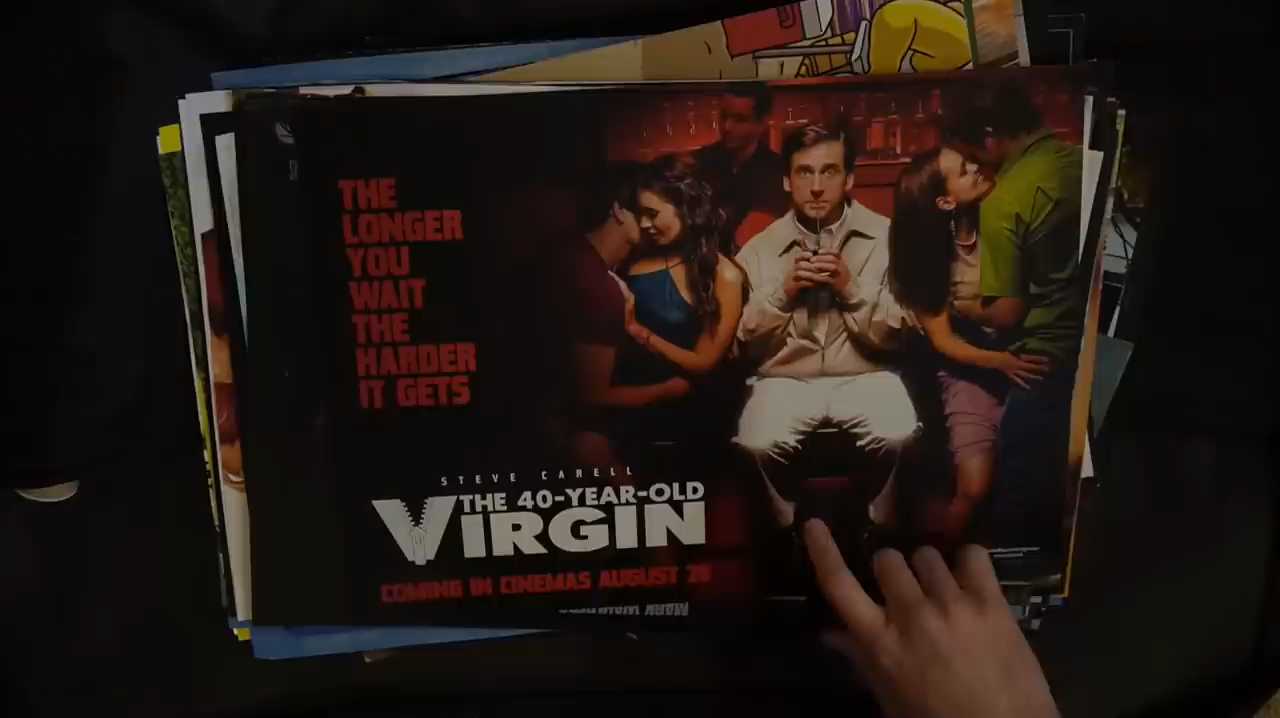 THE
LONGER
YOU
WAIT
THE
HARDER
IT GETS
STEVE CARELL
THE 40-YEAR-OLD
VIRGIN
COMING IN CINEMAS AUGUST 26
MARK